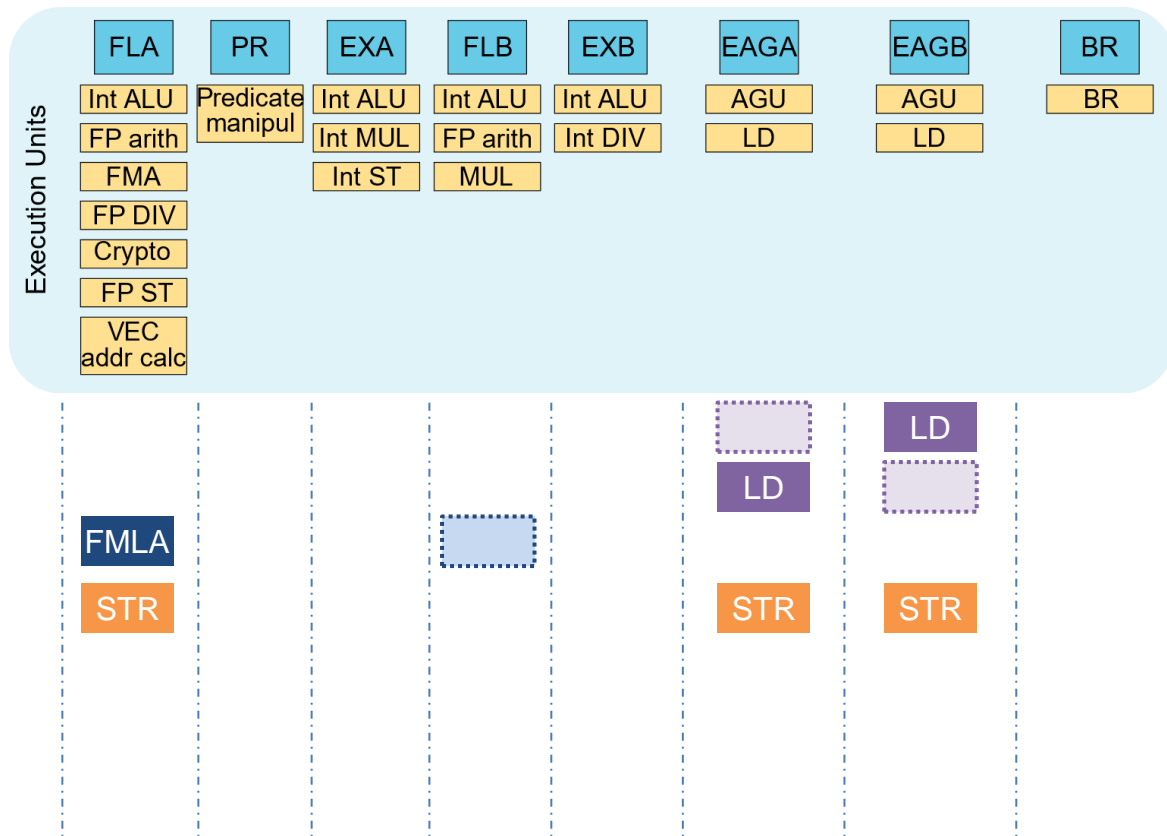 FLA PR EXA FLB EXB EAGA EAGB BR
Execution Units
Int ALU Predicate manipul Int ALU Int ALU Int ALU AGU AGU BR
FP arith Int MUL FP arith Int DIV LD LD
FMA Int ST MUL
FP DIV
Crypto
FP ST
VEC
addr calc
LD
LD
FMLA
STR STR STR